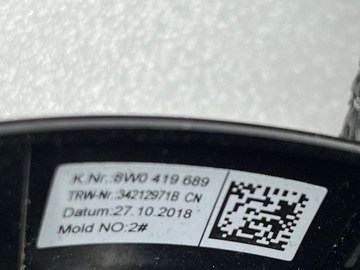 K.Nr.:8W0 419 689
TRW-Nr.:34212971B CN
Datum:27.10.2018
Mold NO:2#